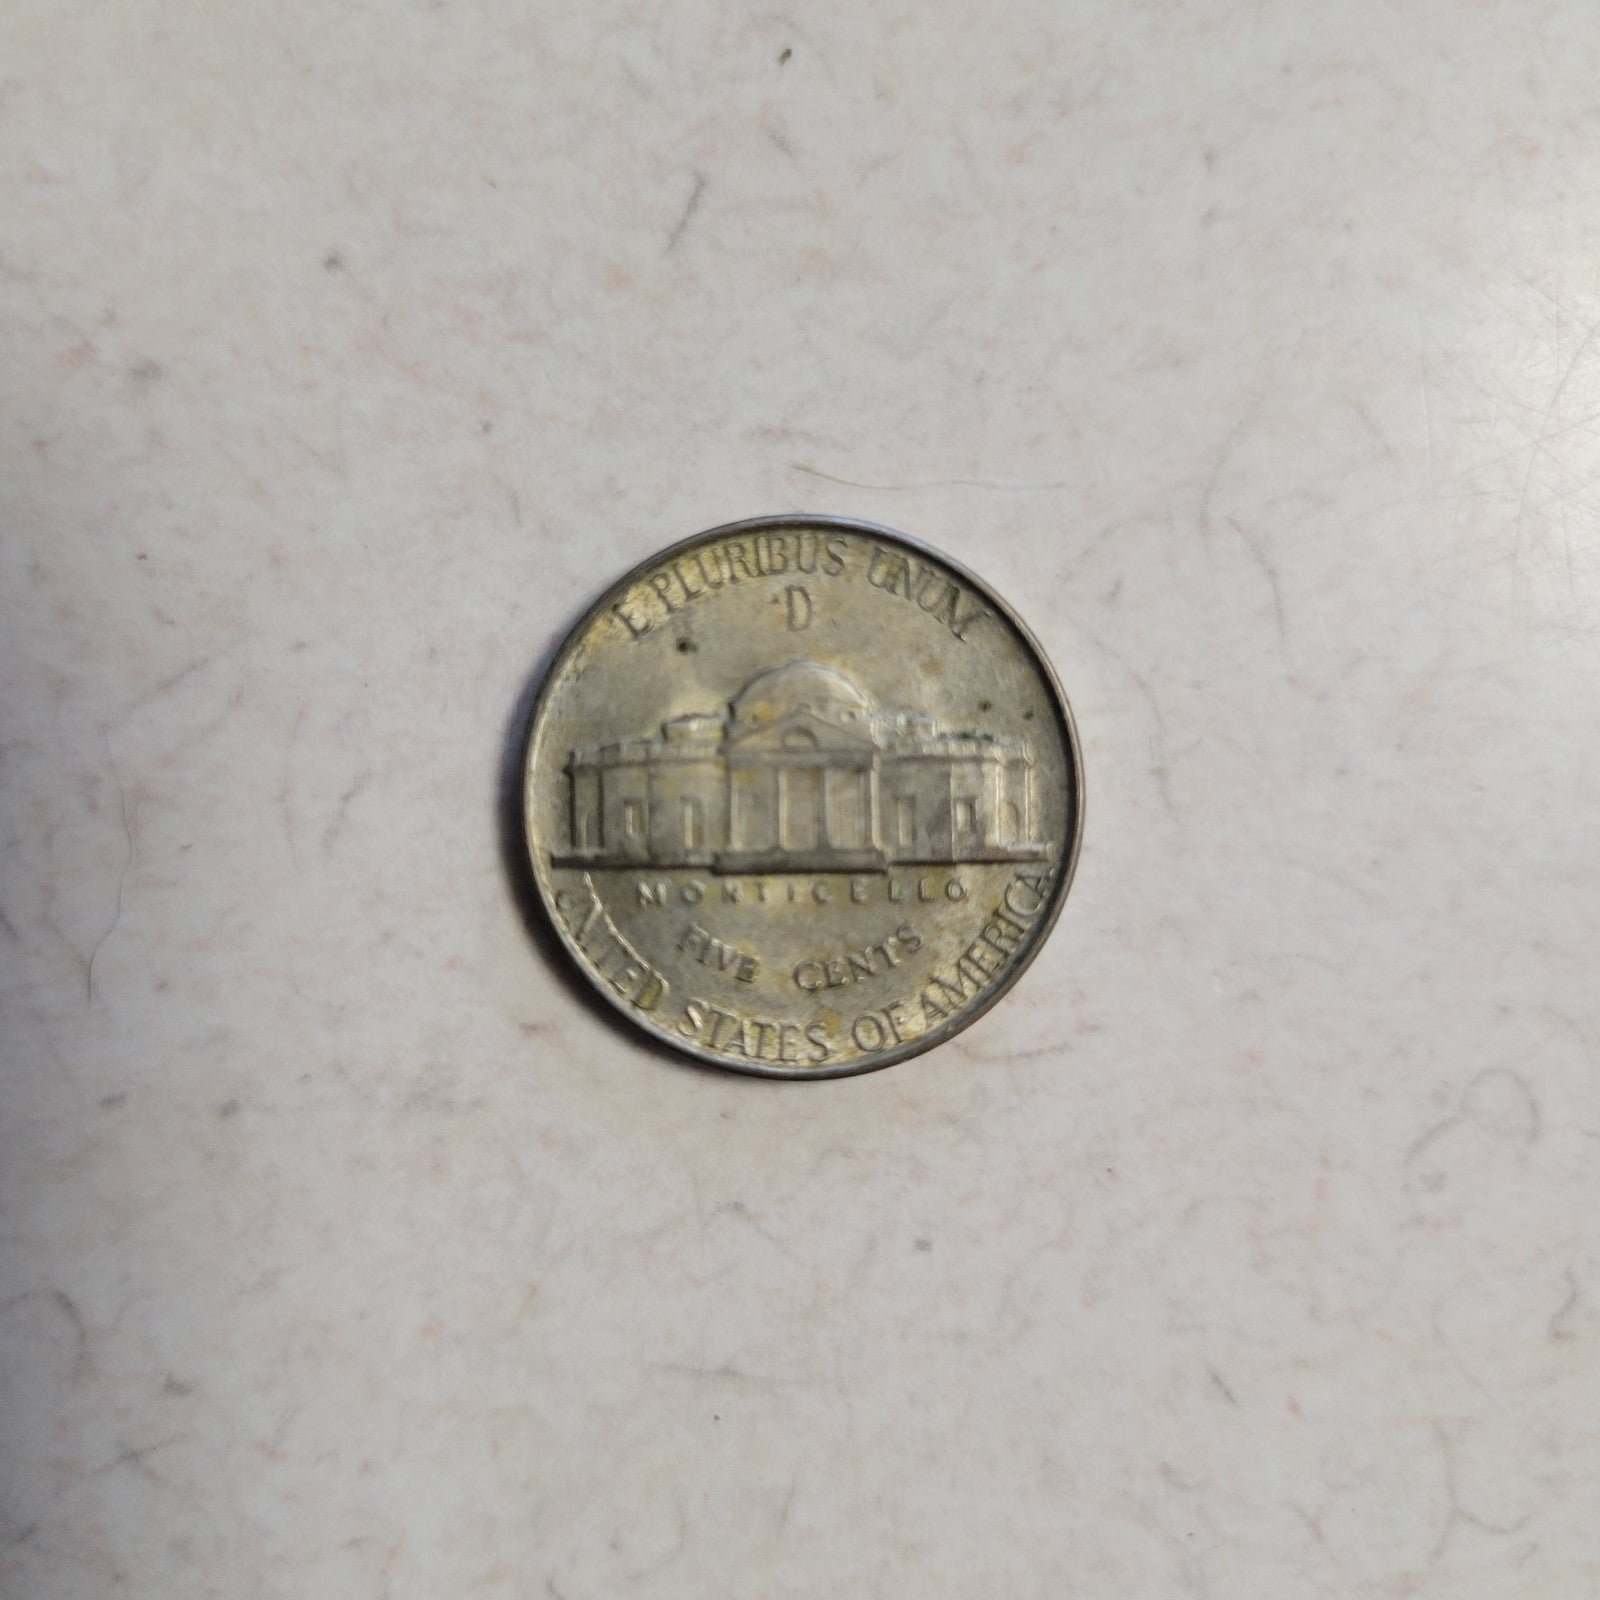 E PLURIBUS UNUM
D
MONTICELLO
FIVE CENTS
UNITED STATES OF AMERICA